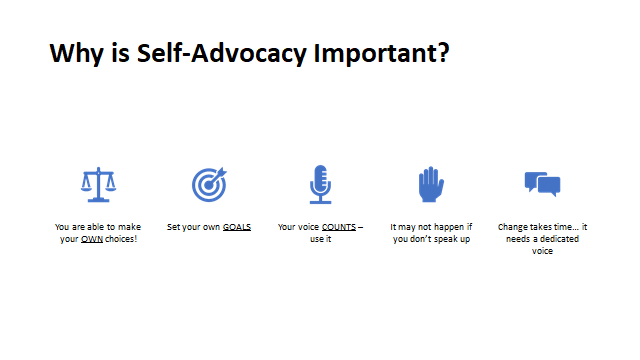 Why is Self-Advocacy Important?
You are able to make
your OWN choices!
Set your own GOALS
Your voice COUNTS –
use it
It may not happen if
you don't speak up
Change takes time… it
needs a dedicated
voice